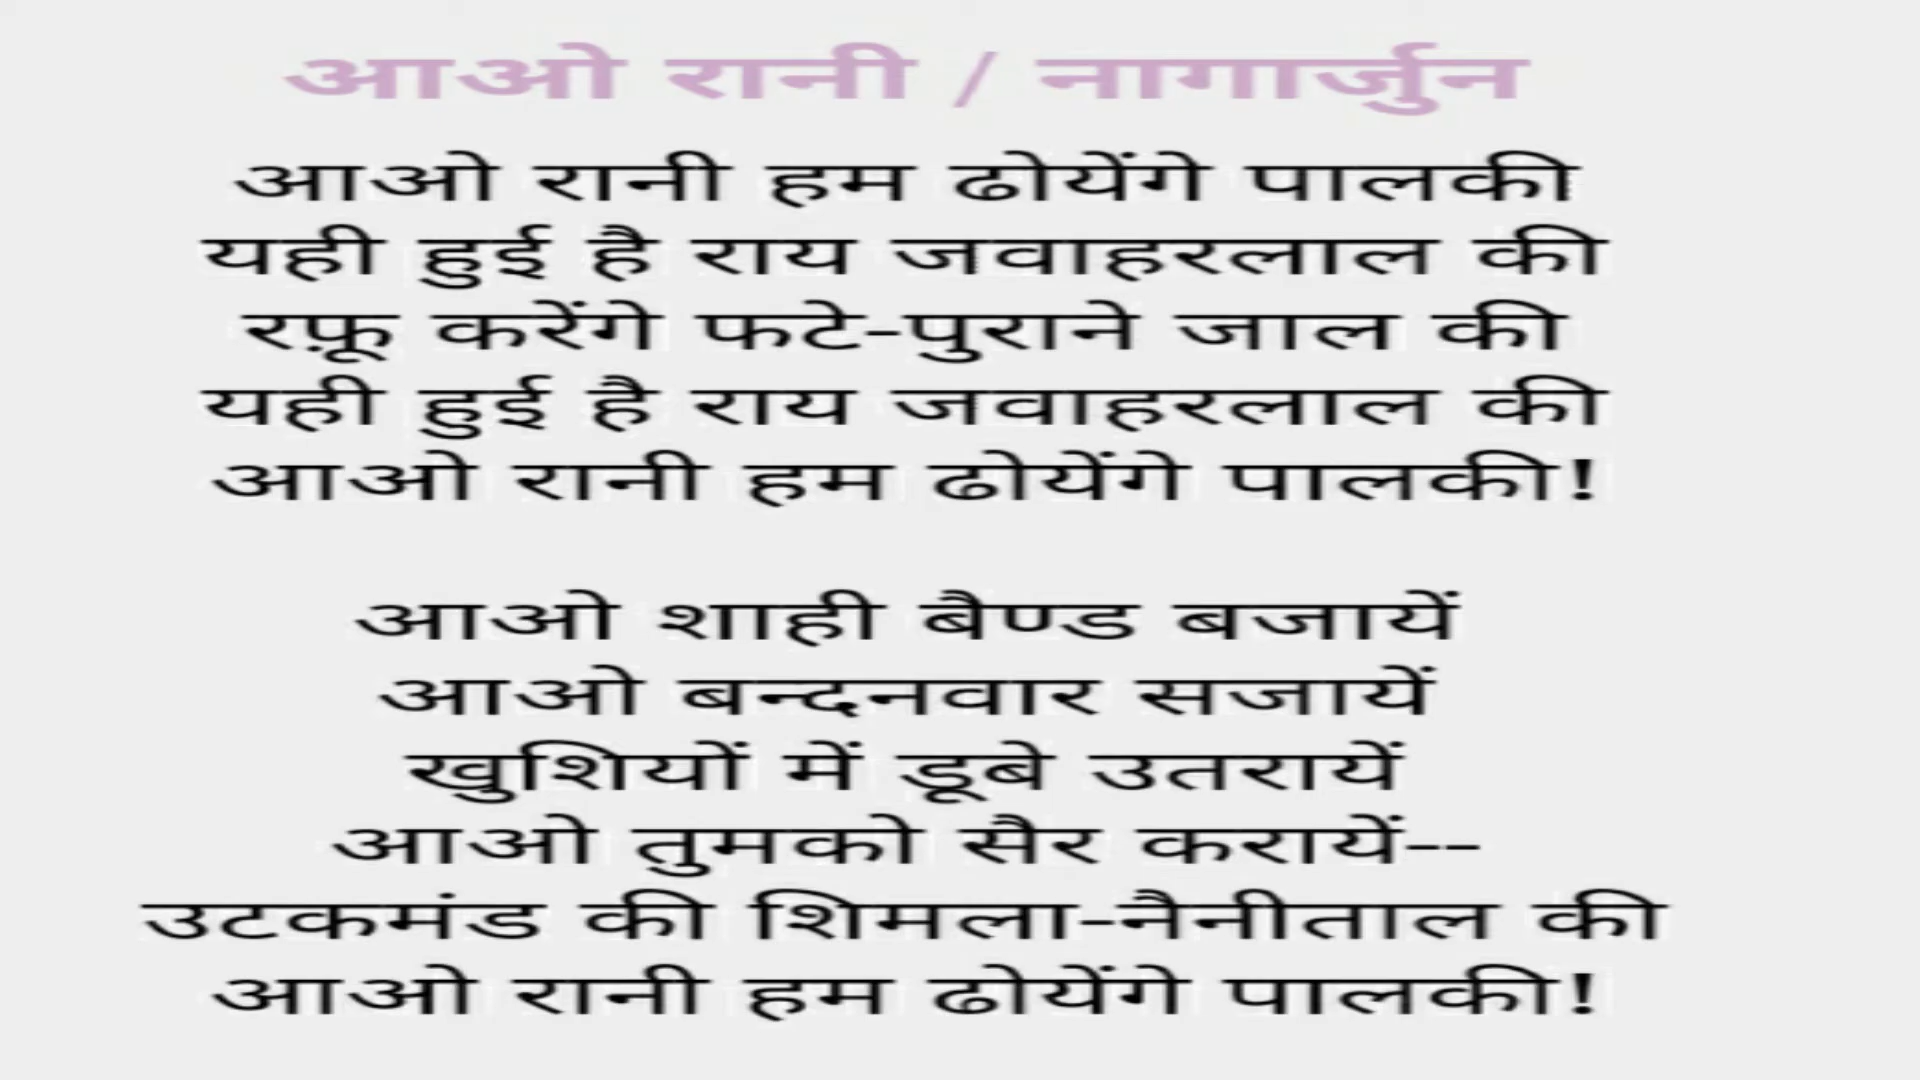 आओ रानी / नागार्जुन
आओ रानी हम ढोयेंगे पालकी
यही हुई है राय जवाहरलाल की
रफ़ू करेंगे फटे-पुराने जाल की
यही हुई है राय जवाहरलाल की
आओ रानी हम ढोयेंगे पालकी!
आओ शाही बैण्ड बजायें
आओ बन्दनवार सजायें
खुशियों में डूबे उतरायें
आओ तुमको सैर करायें--
उटकमंड की शिमला-नैनीताल की
आओ रानी हम ढोयेंगे पालकी!